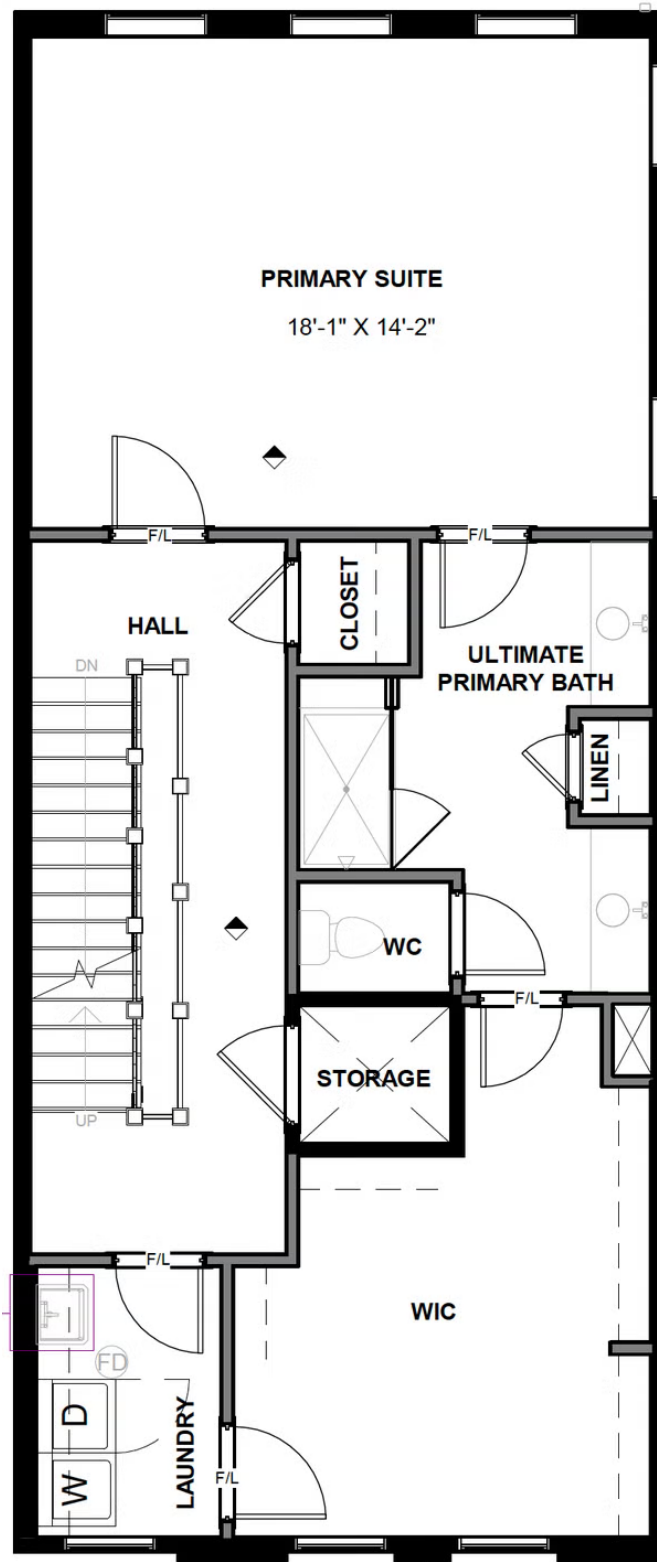 PRIMARY SUITE
18'-1" X 14'-2"
F/L
F/L
CLOSET
HALL
DN
ULTIMATE
PRIMARY BATH
LINEN
WC
F/L
STORAGE
UP
F/L
WIC
FD
D
LAUNDRY
W
F/L